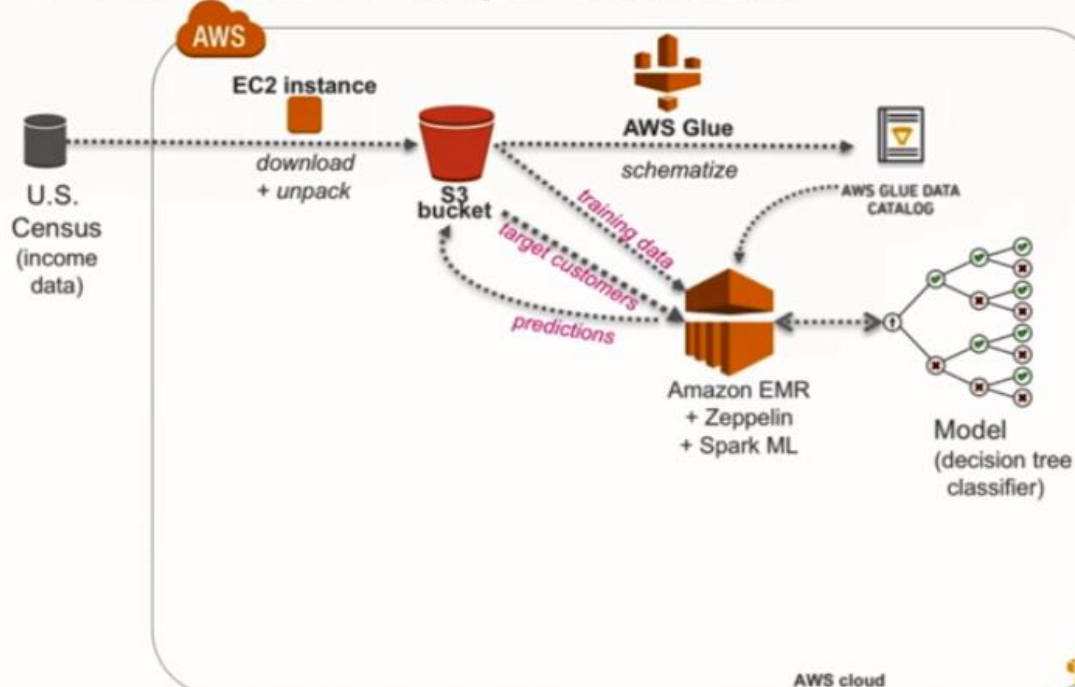 AWS
EC2 instance
download
+ unpack
U.S.
Census
(income
data)
S3
bucket
AWS Glue
schematize
AWS GLUE DATA
CATALOG
training data
target customers
predictions
Amazon EMR
+ Zeppelin
+ Spark ML
Model
(decision tree
classifier)
AWS cloud